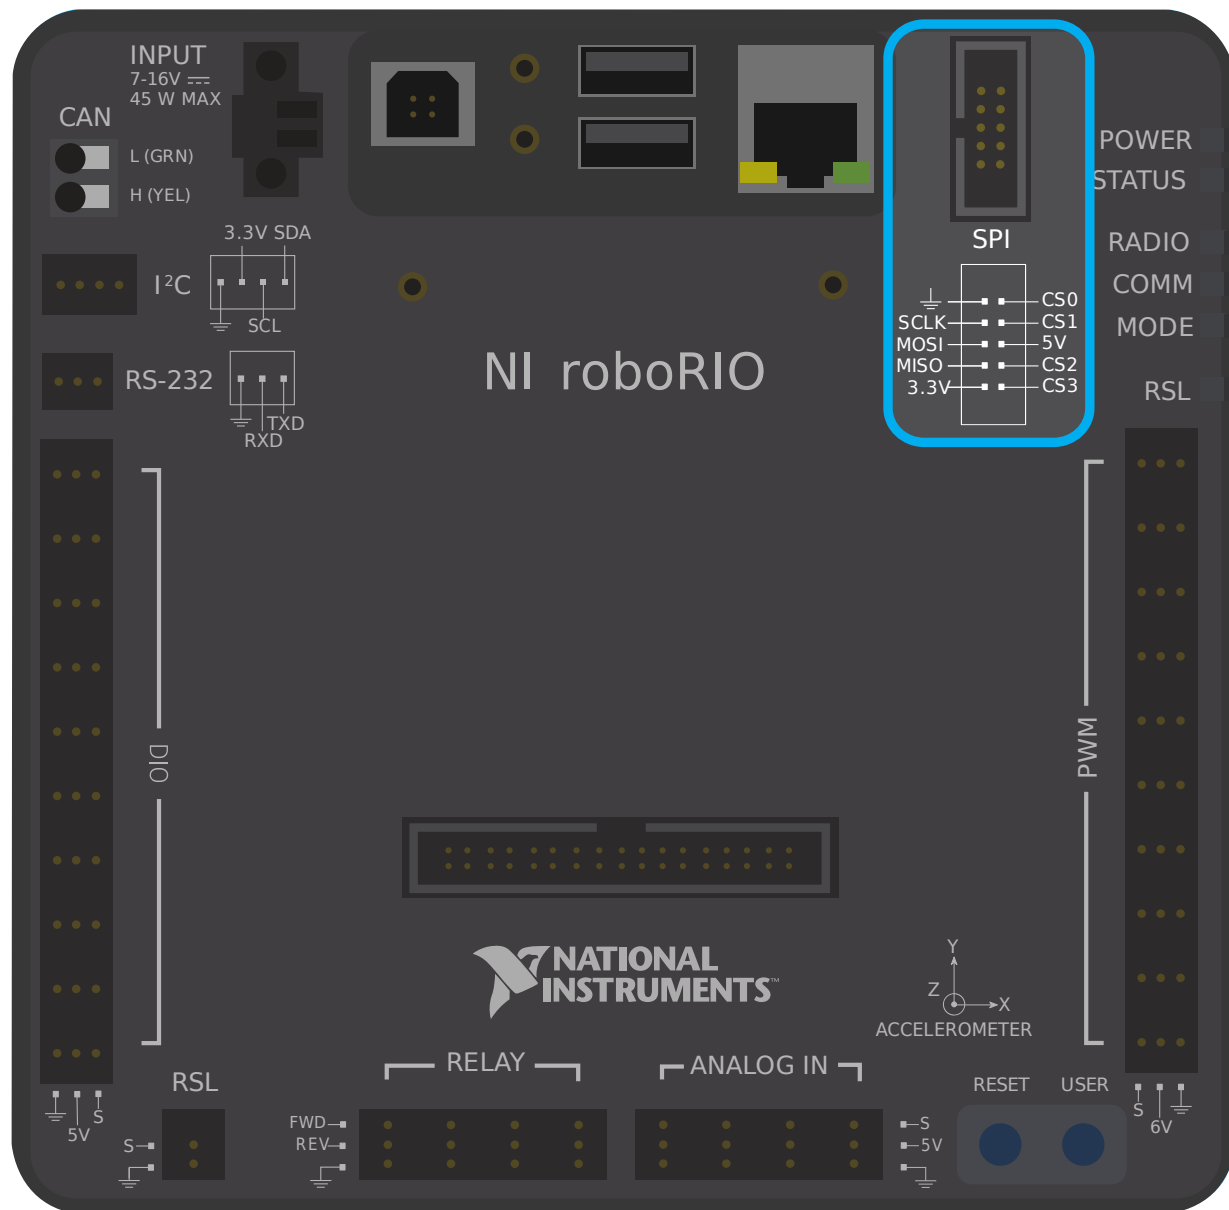 INPUT
7-16V
45 W MAX
CAN
L (GRN)
H (YEL)
3.3V SDA
I²C
SCL
RS-232
TXD
RXD
SPI
CS0
SCLK
CS1
MOSI
5V
MISO
CS2
3.3V
CS3
POWER
STATUS
RADIO
COMM
MODE
RSL
NI roboRIO
DIO
PWM
NATIONAL
INSTRUMENTS™
Y
Z
X
ACCELEROMETER
S
5V
RSL
S
RELAY
FWD
REV
ANALOG IN
S
5V
RESET
USER
S
6V